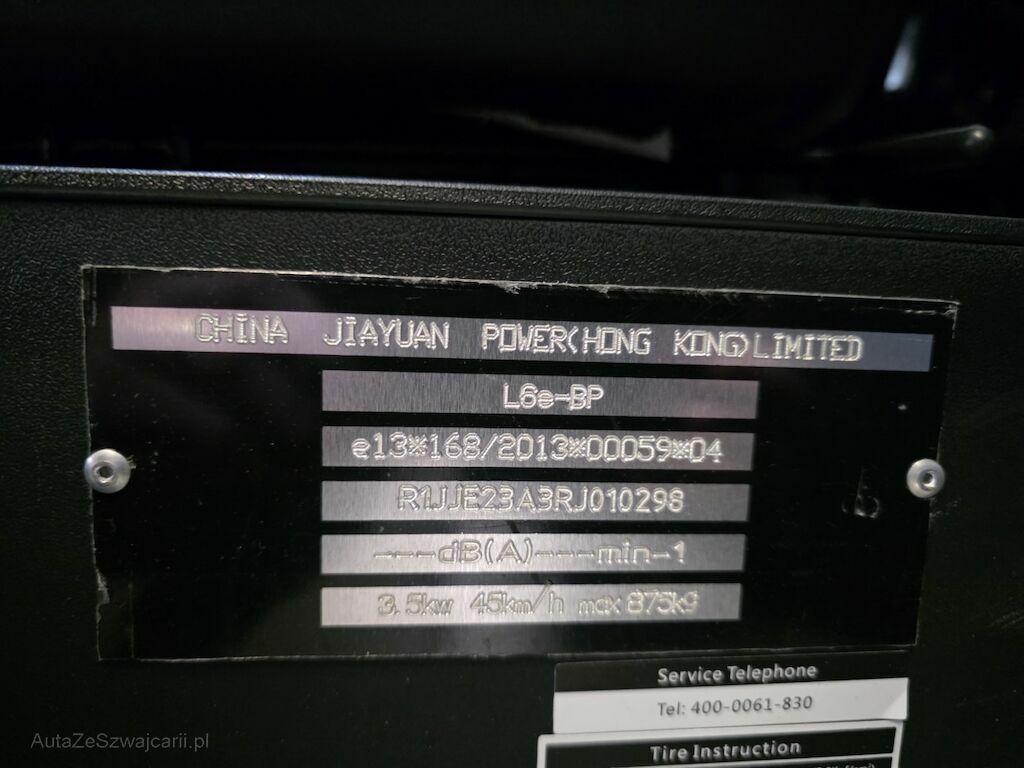 CHINA JIAYUAN POWER(HONG KONG)LIMITED
L6e-BP
e13*168/2013*00059*04
R1JJE23A3RJ010298
---dB(A)---min-1
3.5kw 45km/h max 875kg
Service Telephone
Tel: 400-0061-830
Tire Instruction
AutaZeSzwajcarii.pl